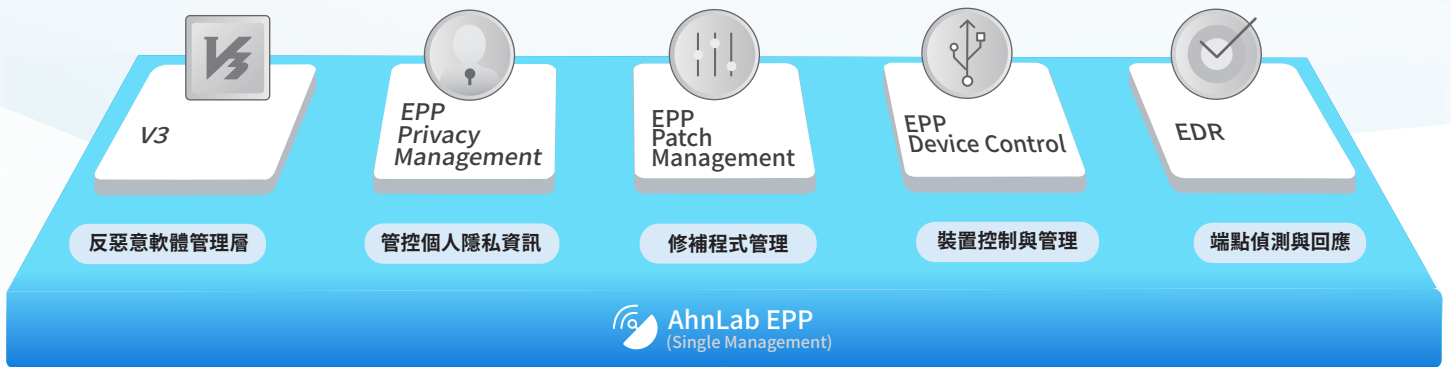 V3
V3
EPP
Privacy
Management
EPP
Patch
Management
EPP
Device Control
EDR
反惡意軟體管理層
管控個人隱私資訊
修補程式管理
裝置控制與管理
端點偵測與回應
AhnLab EPP
(Single Management)